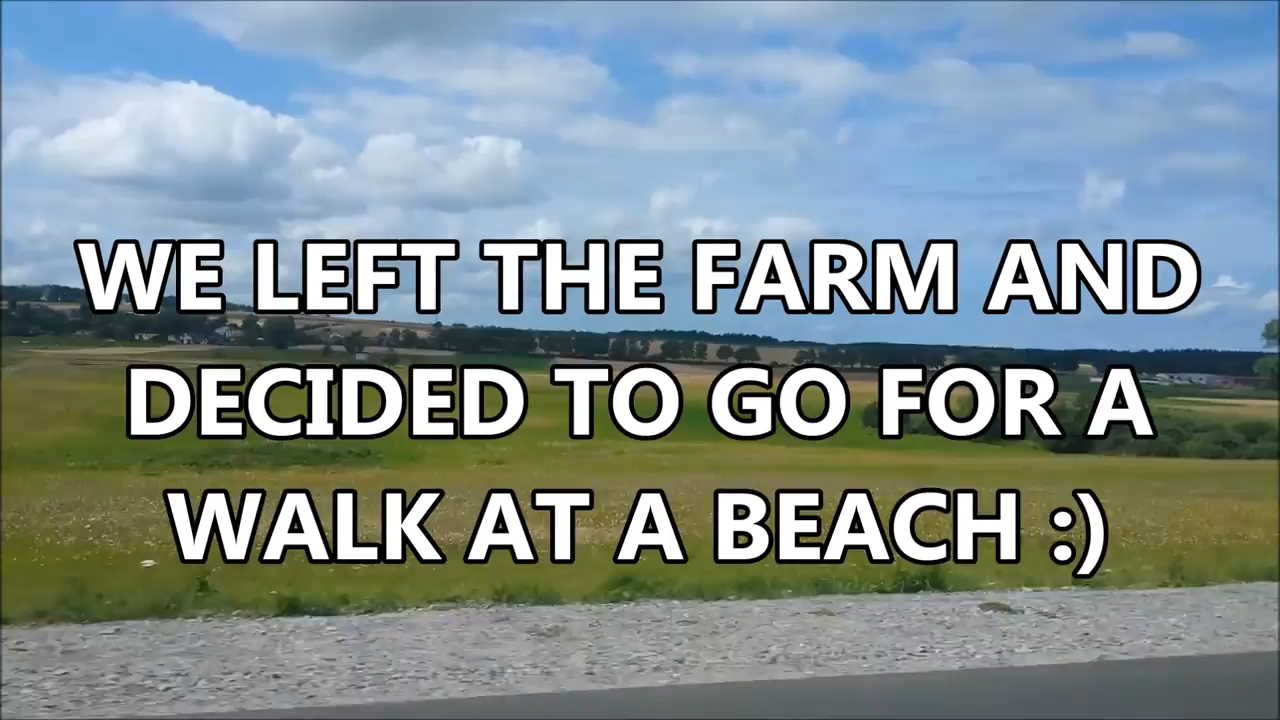 WE LEFT THE FARM AND
DECIDED TO GO FOR A
WALK AT A BEACH :)